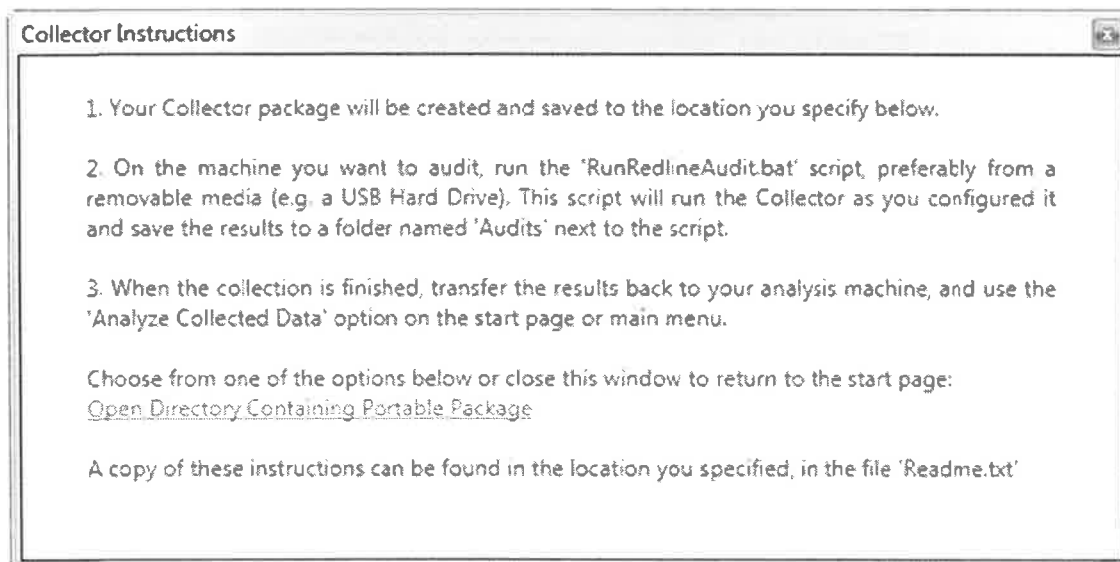 Collector Instructions
1. Your Collector package will be created and saved to the location you specify below.
2. On the machine you want to audit, run the 'RunRedlineAudit.bat' script, preferably from a
removable media (e.g. a USB Hard Drive). This script will run the Collector as you configured it
and save the results to a folder named 'Audits' next to the script.
3. When the collection is finished, transfer the results back to your analysis machine, and use the
'Analyze Collected Data' option on the start page or main menu.
Choose from one of the options below or close this window to return to the start page:
Open Directory Containing Portable Package
A copy of these instructions can be found in the location you specified, in the file 'Readme.txt'